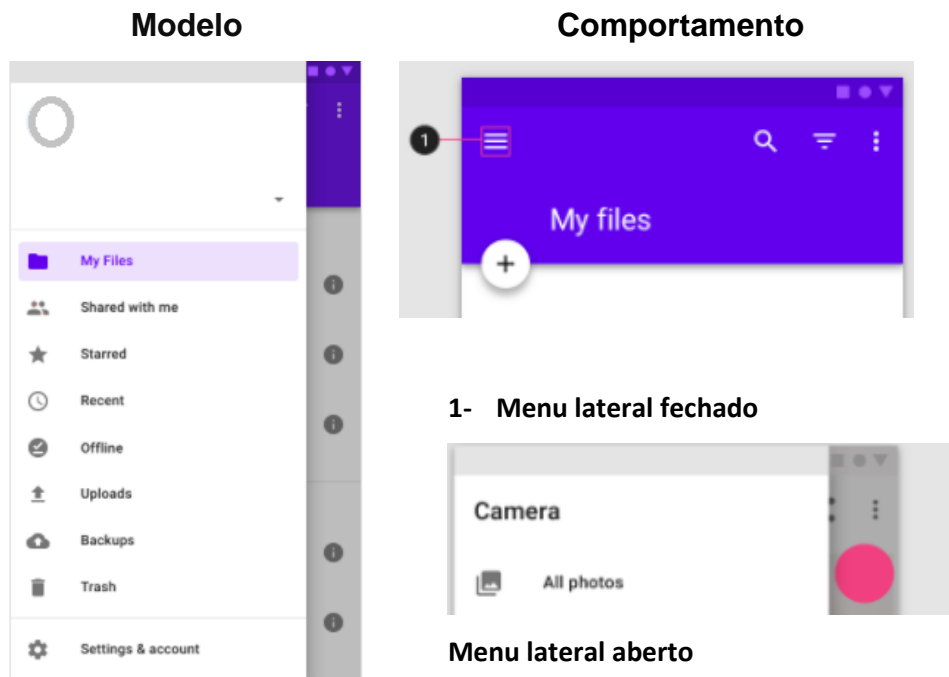 Modelo
My Files
Shared with me
Starred
Recent
Offline
Uploads
Backups
Trash
Settings & account
Comportamento
1
My files
1- Menu lateral fechado
Camera
All photos
Menu lateral aberto